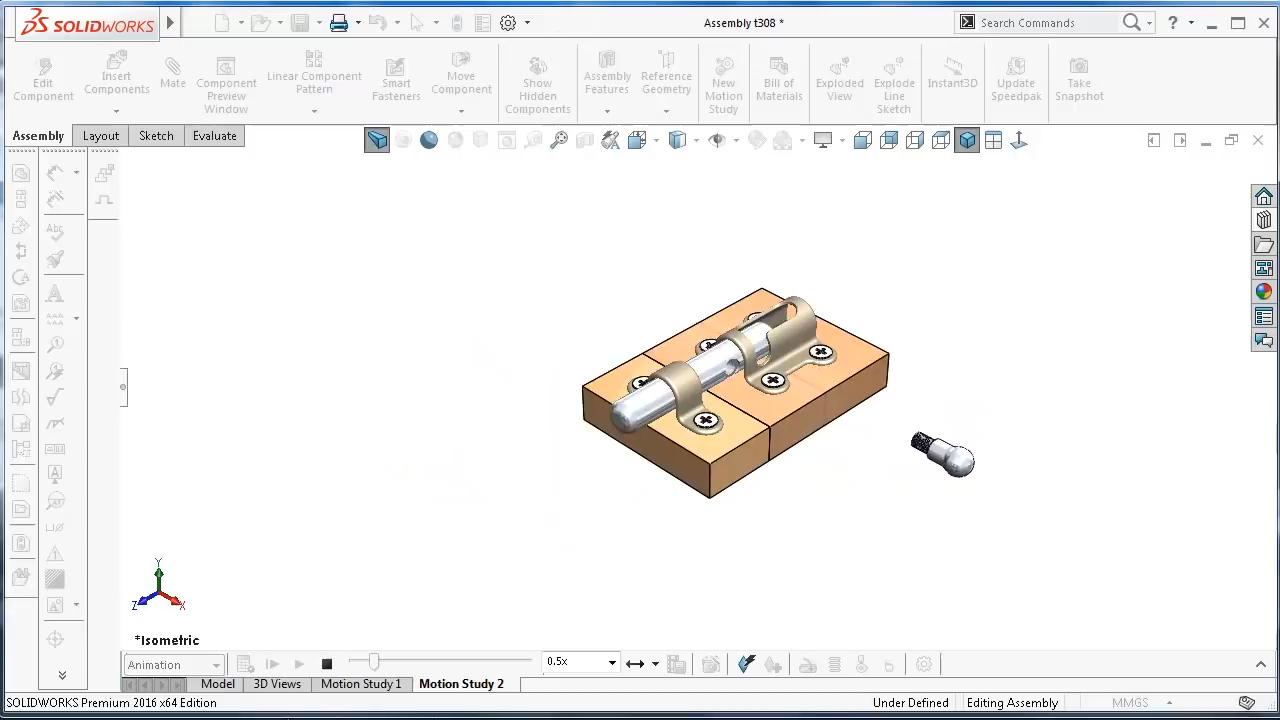 SOLIDWORKS
Assembly t308 *
Search Commands
?
Edit
Component
Insert
Components
Mate
Component
Preview
Window
Linear Component
Pattern
Smart
Fasteners
Move
Component
Show
Hidden
Components
Assembly
Features
Reference
Geometry
New
Motion
Study
Bill of
Materials
Exploded
View
Explode
Line
Sketch
Instant3D
Update
Speedpak
Take
Snapshot
Assembly
Layout
Sketch
Evaluate
Abc
A
Y
Z
X
*Isometric
Animation
0.5x
Model
3D Views
Motion Study 1
Motion Study 2
SOLIDWORKS Premium 2016 x64 Edition
Under Defined
Editing Assembly
MMGS